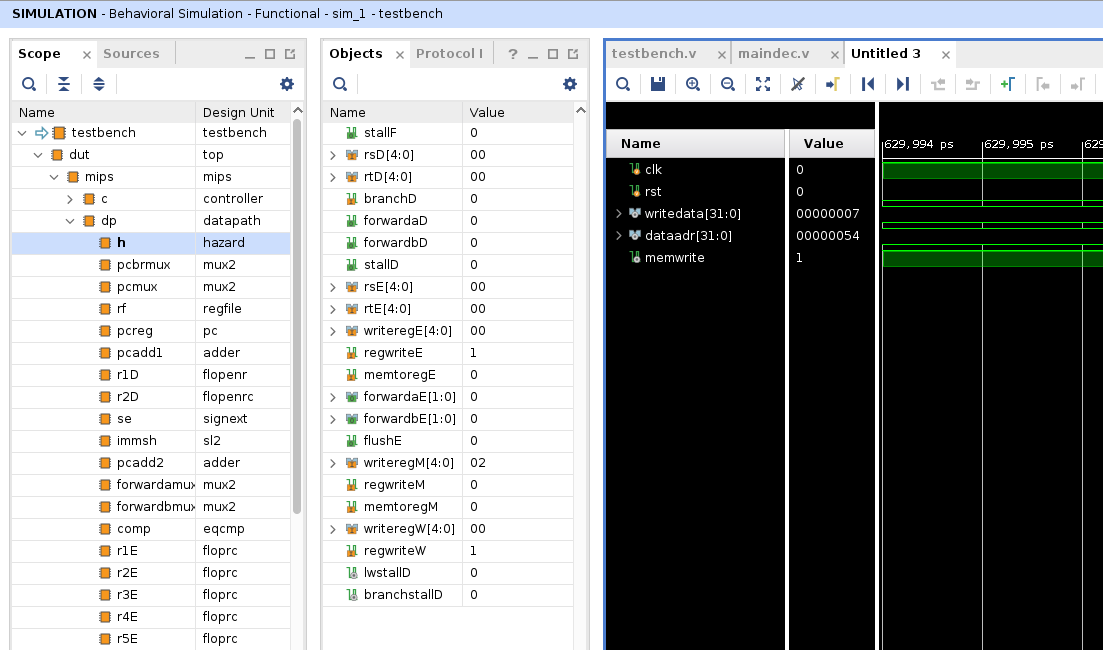 SIMULATION - Behavioral Simulation - Functional - sim_1 - testbench
Scope Sources
Name Design Unit
testbench testbench
dut top
mips mips
c controller
dp datapath
h hazard
pcbrmux mux2
pcmux mux2
rf regfile
pcreg pc
pcadd1 adder
r1D flopenr
r2D flopenrc
se signext
immsh sl2
pcadd2 adder
forwardamux mux2
forwardbmux mux2
comp eqcmp
r1E floprc
r2E floprc
r3E floprc
r4E floprc
r5E floprc
Objects Protocol I ?
Name Value
stallF 0
rsD[4:0] 00
rtD[4:0] 00
branchD 0
forwardaD 0
forwardbD 0
stallD 0
rsE[4:0] 00
rtE[4:0] 00
writeregE[4:0] 00
regwriteE 1
memtoregE 0
forwardaE[1:0] 0
forwardbE[1:0] 0
flushE 0
writeregM[4:0] 02
regwriteM 0
memtoregM 0
writeregW[4:0] 00
regwriteW 1
lwstallD 0
branchstallD 0
testbench.v maindec.v Untitled 3
Name Value
629,994 ps 629,995 ps 629
clk 0
rst 0
writedata[31:0] 00000007
dataadr[31:0] 00000054
memwrite 1